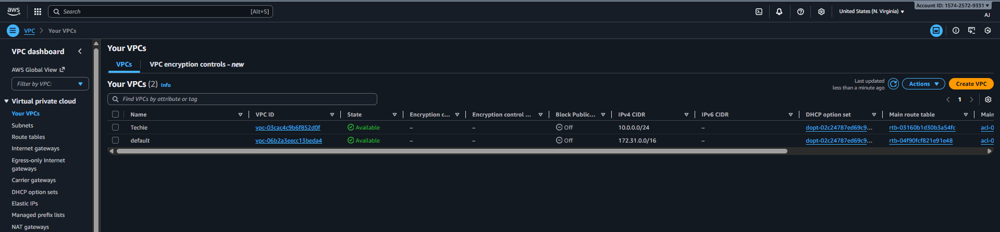 aws
Search [Alt+S]
United States (N. Virginia)
Account ID: 1574-2572-9331
AJ
VPC > Your VPCs
VPC dashboard
AWS Global View
Filter by VPC:
Virtual private cloud
Your VPCs
Subnets
Route tables
Internet gateways
Egress-only Internet
gateways
Carrier gateways
DHCP option sets
Elastic IPs
Managed prefix lists
NAT gateways
Your VPCs
VPCs VPC encryption controls - new
Your VPCs (2) Info
Last updated
less than a minute ago
Actions
Create VPC
Find VPCs by attribute or tag
1
Name VPC ID State Encryption c... Encryption control ... Block Public... IPv4 CIDR IPv6 CIDR DHCP option set Main route table Main
Techie vpc-03cac4c9b6f852d0f Available – – Off 10.0.0.0/24 – dopt-02c24787ed69c9... rtb-03160b1d30b3a54fc acl-0
default vpc-06b2a3eecc13beda4 Available – – Off 172.31.0.0/16 – dopt-02c24787ed69c9... rtb-04f90fcf821e91e48 acl-0